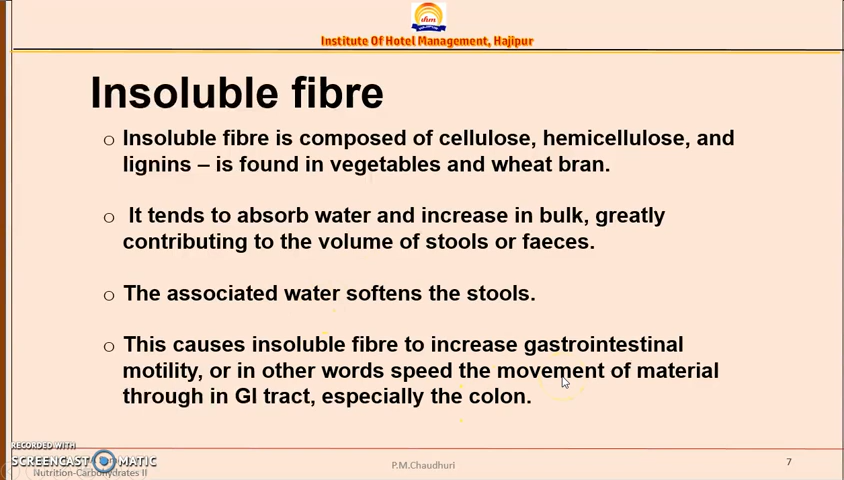 ihm
Institute Of Hotel Management, Hajipur
Insoluble fibre
o Insoluble fibre is composed of cellulose, hemicellulose, and
lignins – is found in vegetables and wheat bran.
o It tends to absorb water and increase in bulk, greatly
contributing to the volume of stools or faeces.
o The associated water softens the stools.
o This causes insoluble fibre to increase gastrointestinal
motility, or in other words speed the movement of material
through in GI tract, especially the colon.
RECORDED WITH
SCREENCAST MATIC
Nutrition-Carbohydrates II
P.M.Chaudhuri
7